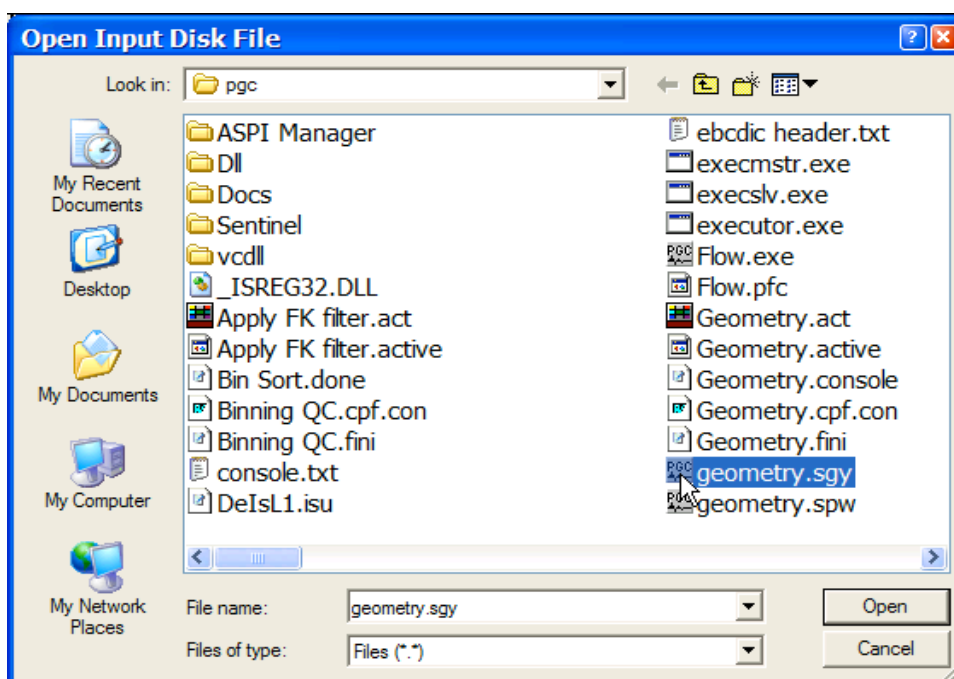 Open Input Disk File
Look in: pgc
My Recent
Documents
Desktop
My Documents
My Computer
My Network
Places
ASPI Manager
Dll
Docs
Sentinel
vcdll
_ISREG32.DLL
Apply FK filter.act
Apply FK filter.active
Bin Sort.done
Binning QC.cpf.con
Binning QC.fini
console.txt
DeIsL1.isu
ebcdic header.txt
execmstr.exe
execslv.exe
executor.exe
Flow.exe
Flow.pfc
Geometry.act
Geometry.active
Geometry.console
Geometry.cpf.con
Geometry.fini
geometry.sgy
geometry.spw
File name: geometry.sgy Open
Files of type: Files (*.*) Cancel